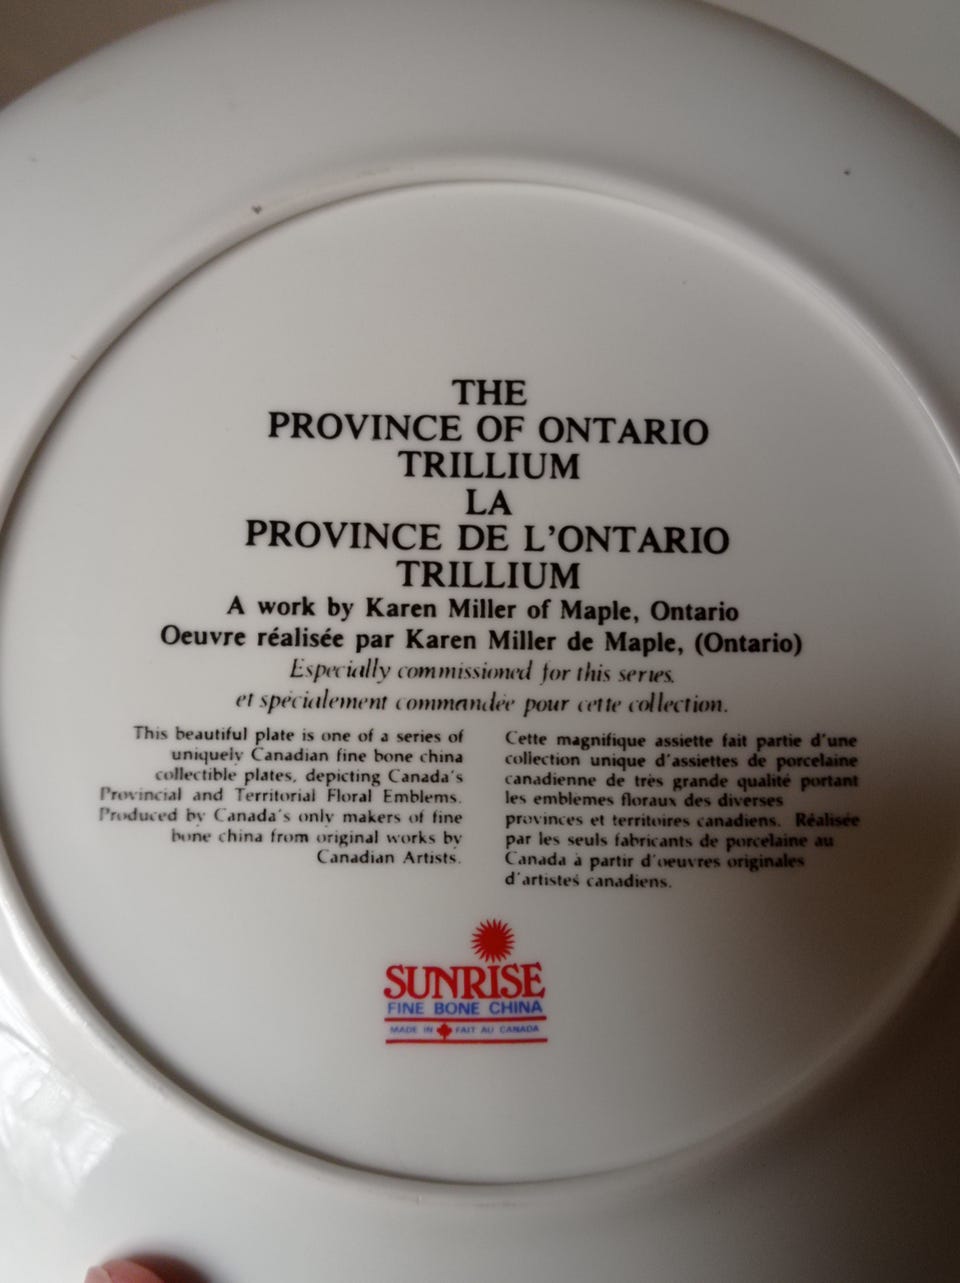 THE
PROVINCE OF ONTARIO
TRILLIUM
LA
PROVINCE DE L'ONTARIO
TRILLIUM
A work by Karen Miller of Maple, Ontario
Oeuvre réalisée par Karen Miller de Maple, (Ontario)
Especially commissioned for this series.
et spécialement commandée pour cette collection.
This beautiful plate is one of a series of
uniquely Canadian fine bone china
collectible plates, depicting Canada's
Provincial and Territorial Floral Emblems.
Produced by Canada's only makers of fine
bone china from original works by
Canadian Artists.
Cette magnifique assiette fait partie d'une
collection unique d'assiettes de porcelaine
canadienne de très grande qualité portant
les emblèmes floraux des diverses
provinces et territoires canadiens. Réalisée
par les seuls fabricants de porcelaine au
Canada à partir d'oeuvres originales
d'artistes canadiens.
SUNRISE
FINE BONE CHINA
MADE IN FAIT AU CANADA